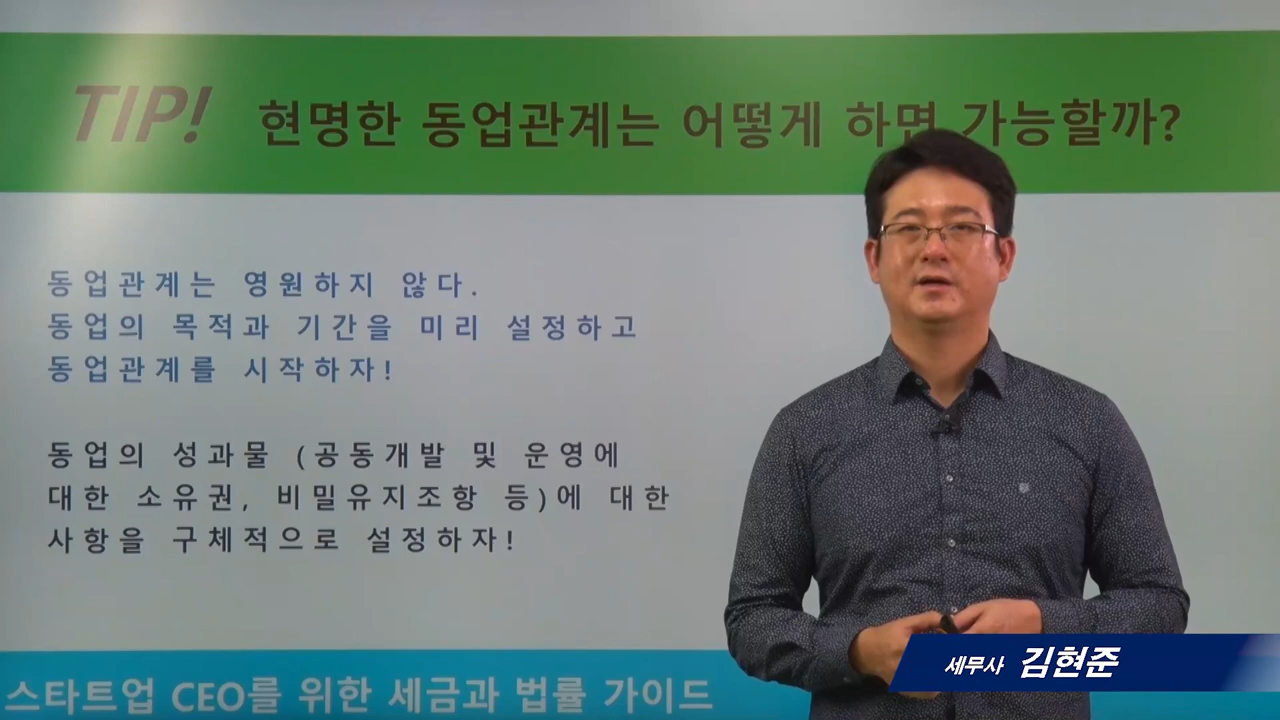 TIP! 현명한 동업관계는 어떻게 하면 가능할까?
동업관계는 영원하지 않다.
동업의 목적과 기간을 미리 설정하고
동업관계를 시작하자!
동업의 성과물 (공동개발 및 운영에
대한 소유권, 비밀유지조항 등)에 대한
사항을 구체적으로 설정하자!
세무사 김현준
스타트업 CEO를 위한 세금과 법률 가이드